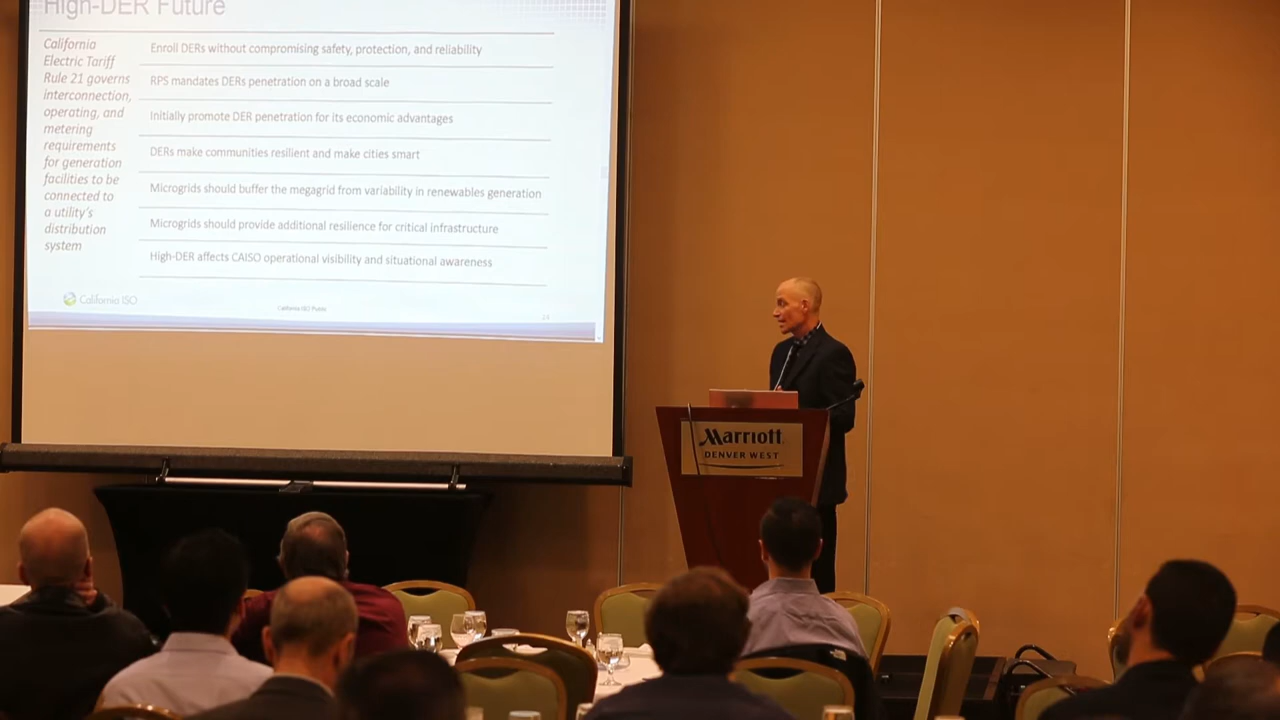 High-DER Future
California
Electric Tariff
Rule 21 governs
interconnection,
operating, and
metering
requirements
for generation
facilities to be
connected to
a utility's
distribution
system
Enroll DERs without compromising safety, protection, and reliability
RPS mandates DERs penetration on a broad scale
Initially promote DER penetration for its economic advantages
DERs make communities resilient and make cities smart
Microgrids should buffer the megagrid from variability in renewables generation
Microgrids should provide additional resilience for critical infrastructure
High-DER affects CAISO operational visibility and situational awareness
California ISO
California ISO Public
Marriott
DENVER WEST